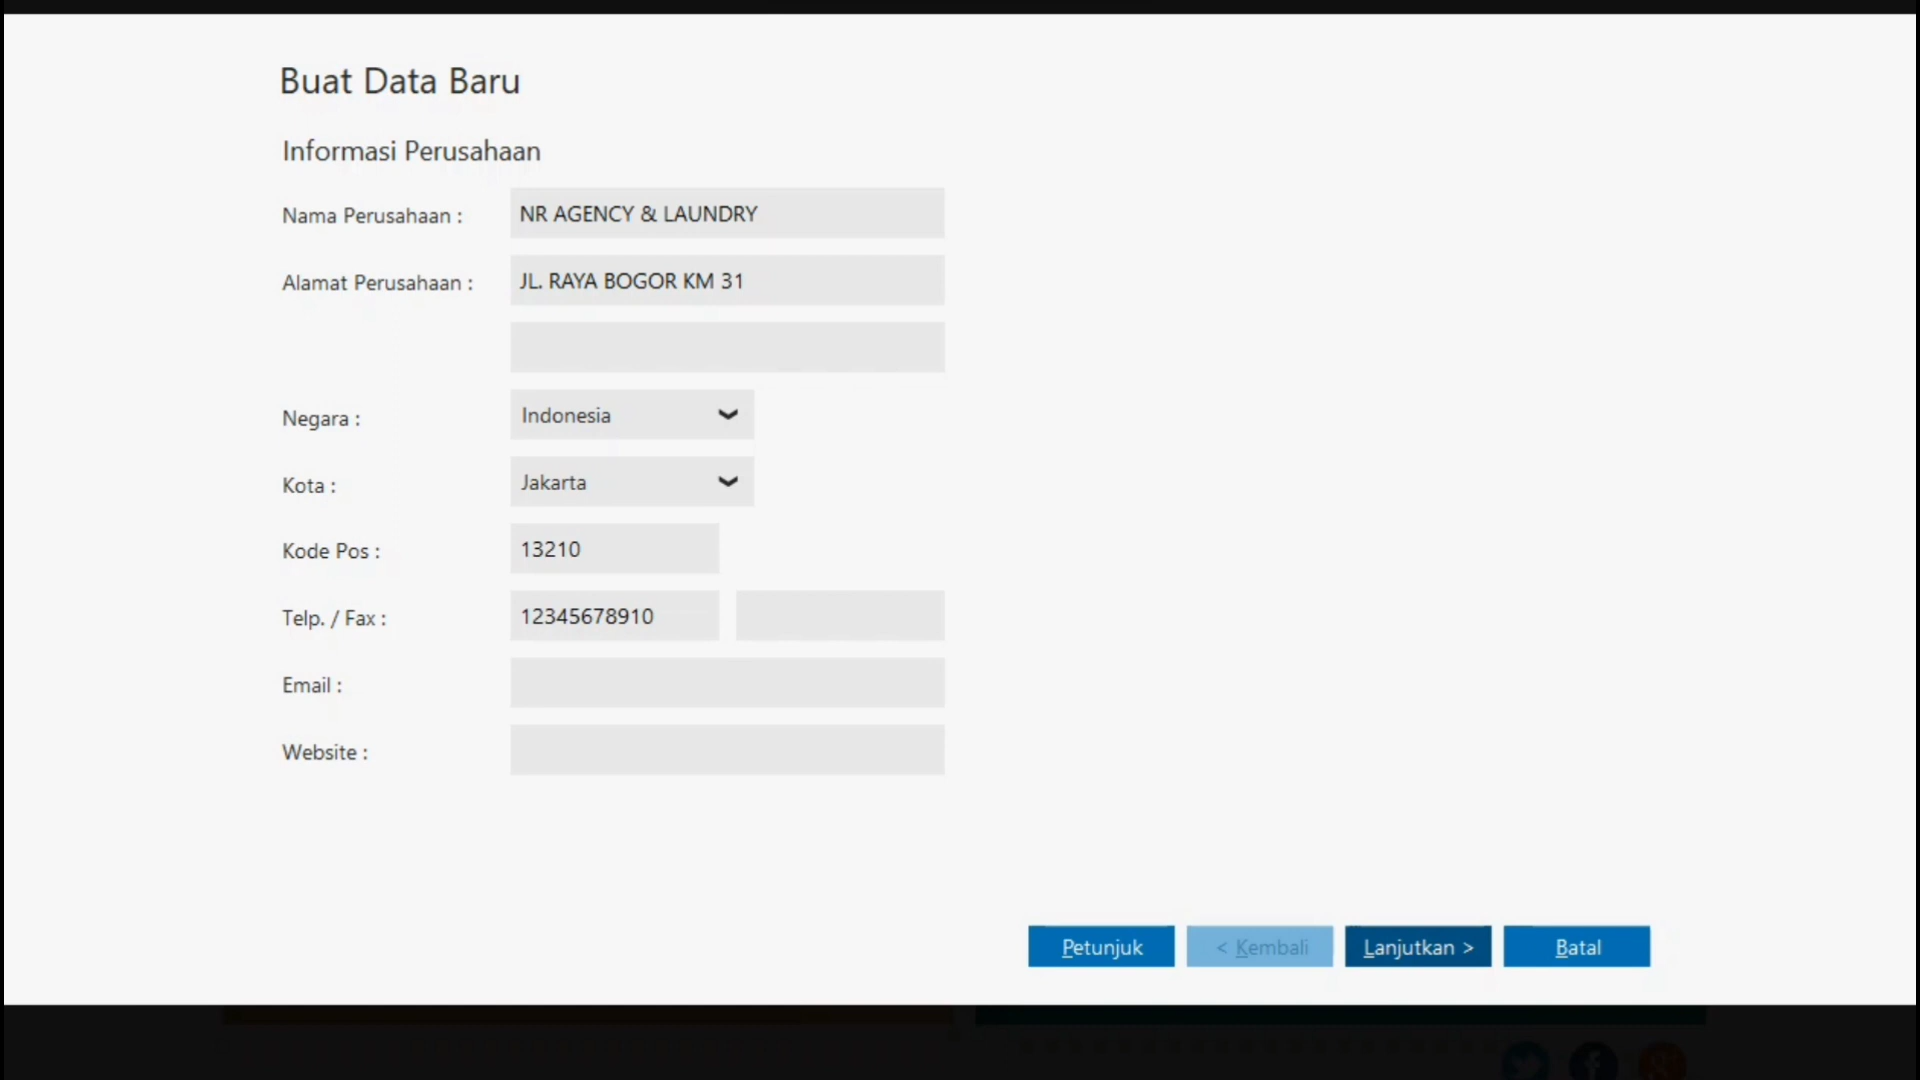 Buat Data Baru
Informasi Perusahaan
Nama Perusahaan : NR AGENCY & LAUNDRY
Alamat Perusahaan : JL. RAYA BOGOR KM 31
Negara : Indonesia
Kota : Jakarta
Kode Pos : 13210
Telp. / Fax : 12345678910
Email :
Website :
Petunjuk < Kembali Lanjutkan > Batal